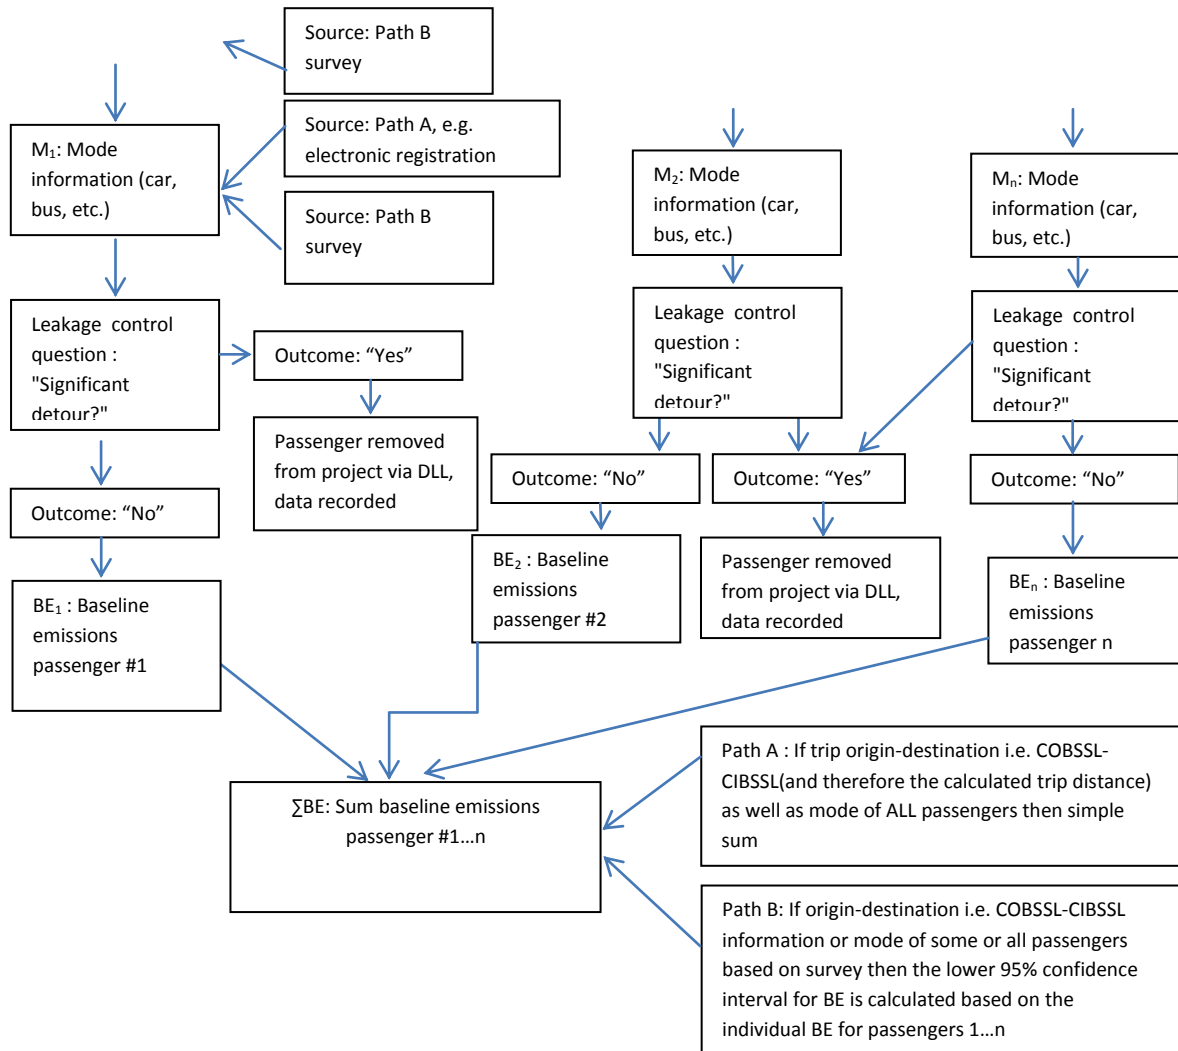 Source: Path B
survey
Source: Path A, e.g.
electronic registration
Source: Path B
survey
M₁: Mode
information (car,
bus, etc.)
M₂: Mode
information (car,
bus, etc.)
Mₙ: Mode
information (car,
bus, etc.)
Leakage control
question :
"Significant
detour?"
Outcome: “Yes”
Passenger removed
from project via DLL,
data recorded
Leakage control
question :
"Significant
detour?"
Leakage control
question :
"Significant
detour?"
Outcome: “No”
Outcome: “No”
Outcome: “Yes”
Outcome: “No”
BE₁ : Baseline
emissions
passenger #1
BE₂ : Baseline
emissions
passenger #2
Passenger removed
from project via DLL,
data recorded
BEₙ : Baseline
emissions
passenger n
∑BE: Sum baseline emissions
passenger #1…n
Path A : If trip origin-destination i.e. COBSSL-
CIBSSL(and therefore the calculated trip distance)
as well as mode of ALL passengers then simple
sum
Path B: If origin-destination i.e. COBSSL-CIBSSL
information or mode of some or all passengers
based on survey then the lower 95% confidence
interval for BE is calculated based on the
individual BE for passengers 1…n